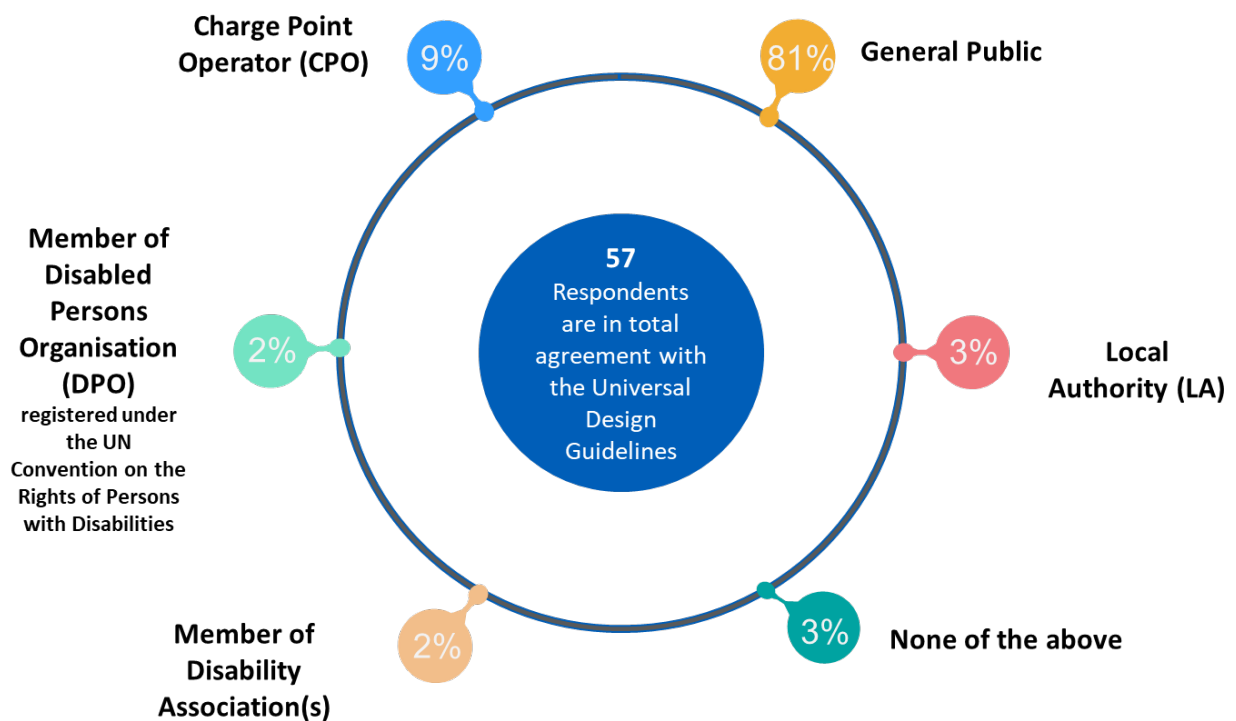 Charge Point
Operator (CPO)
9%
81%
General Public
Member of
Disabled
Persons
Organisation
(DPO)
registered under
the UN
Convention on the
Rights of Persons
with Disabilities
2%
57
Respondents
are in total
agreement with
the Universal
Design
Guidelines
3%
Local
Authority (LA)
Member of
Disability
Association(s)
2%
3%
None of the above